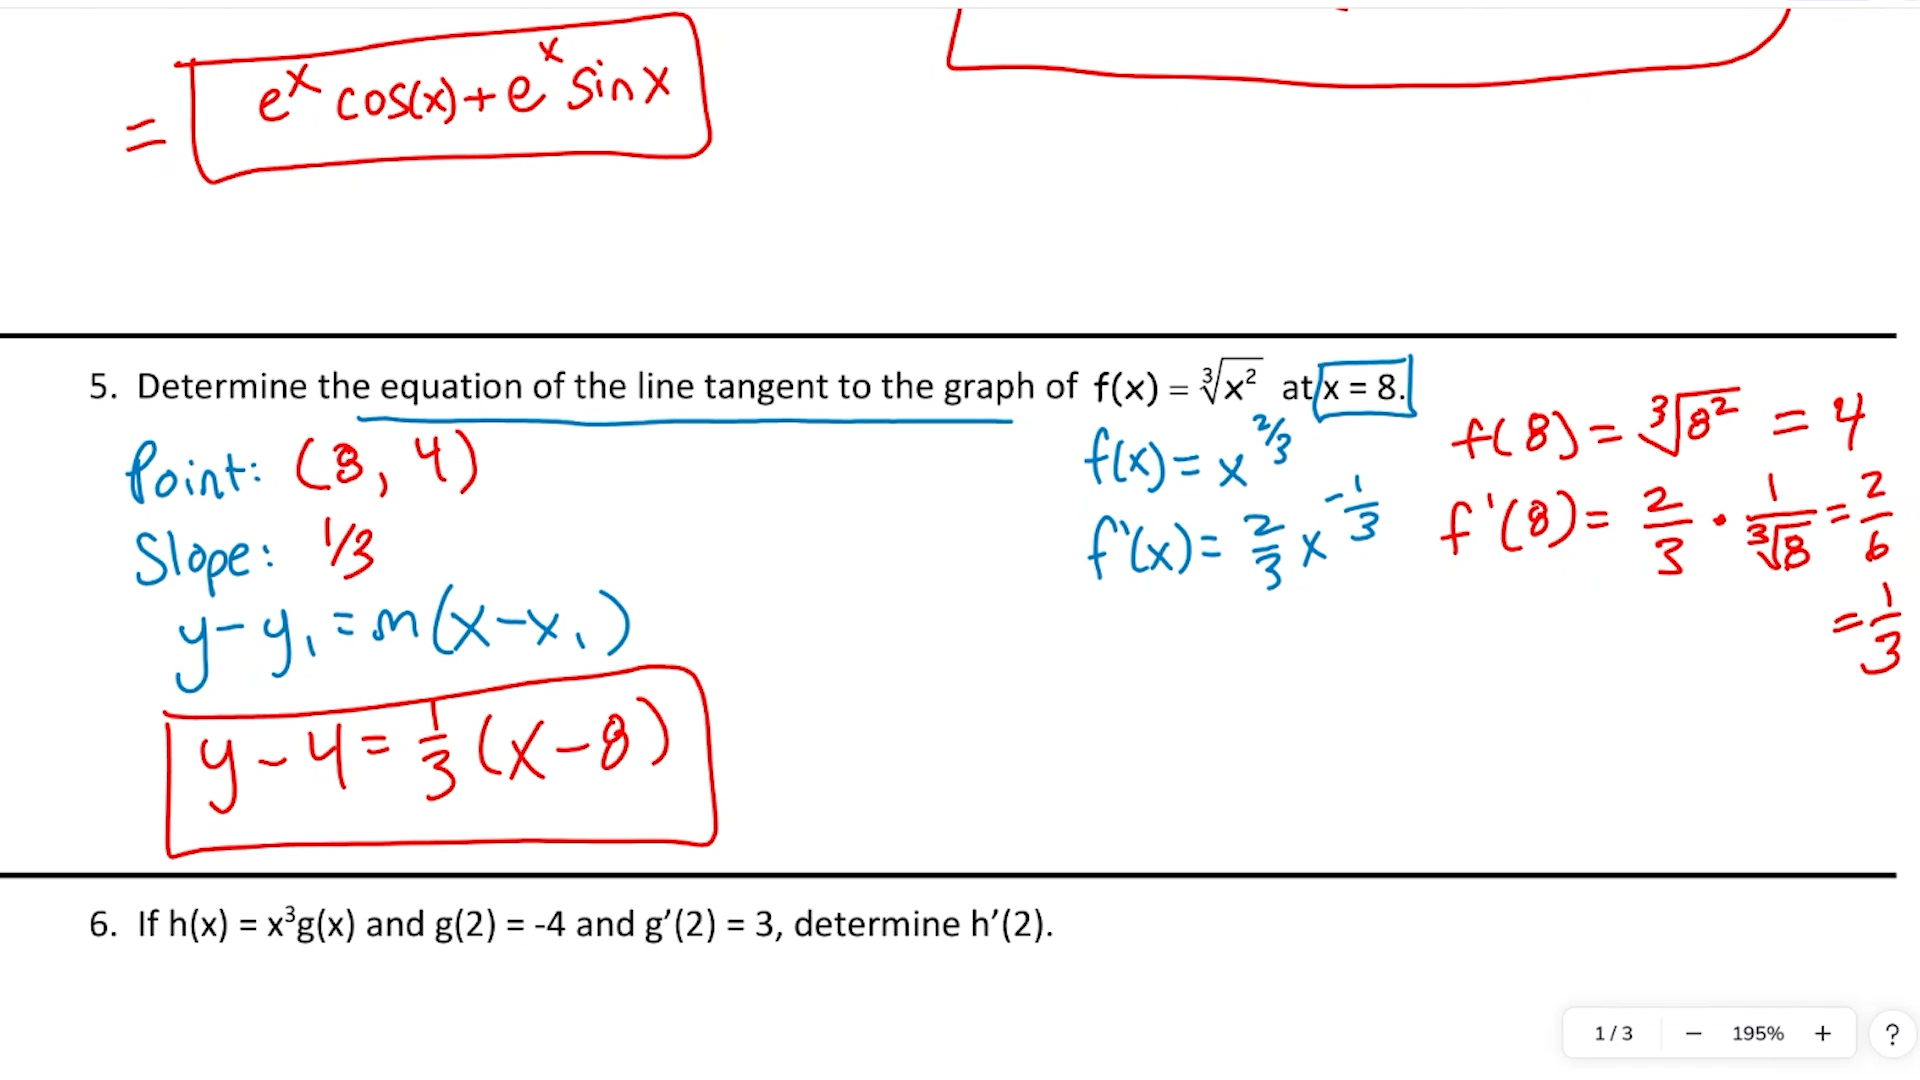 = eˣ cos(x) + eˣ sinx
5. Determine the equation of the line tangent to the graph of f(x) = ∛x² at x = 8.
Point: (8, 4)
Slope: 1/3
y - y₁ = m(x - x₁)
y - 4 = 1/3 (x - 8)
f(x) = x^(2/3)
f'(x) = 2/3 x^(-1/3)
f(8) = ∛8² = 4
f'(8) = 2/3 · 1/∛8 = 2/6
= 1/3
6. If h(x) = x³g(x) and g(2) = -4 and g′(2) = 3, determine h′(2).
1 / 3 − 195% + ?